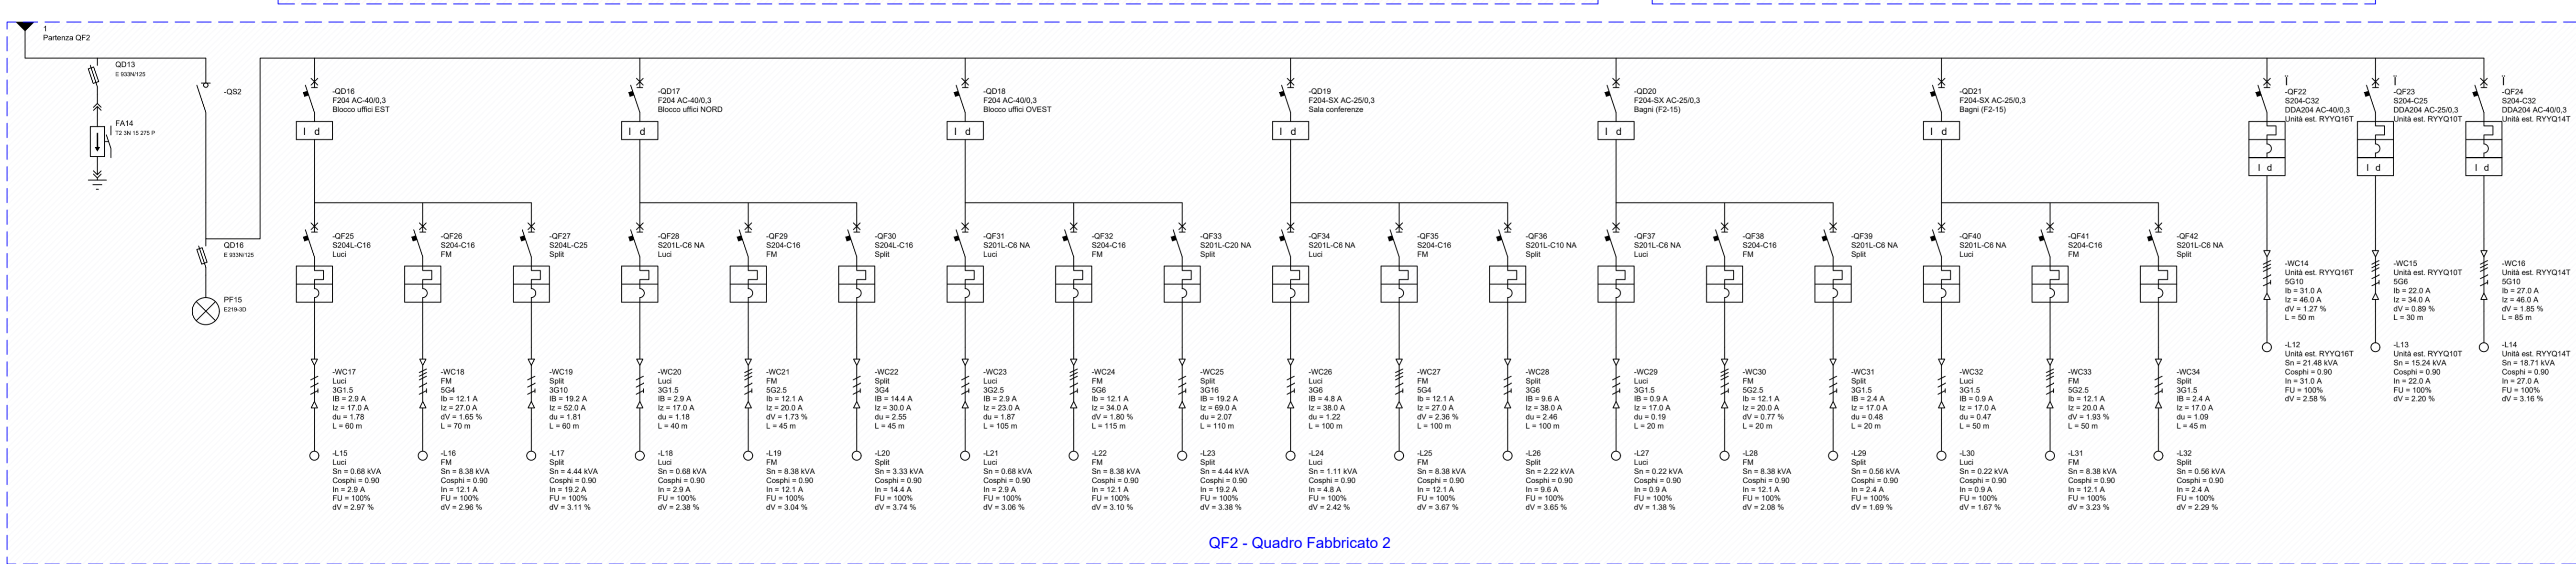 1
Partenza QF2
QD13
E 933N/125
FA14
T2 3N 15 275 P
-QS2
QD16
E 933N/125
PF15
E219-3D
-QD16
F204 AC-40/0,3
Blocco uffici EST
I d
-QD17
F204 AC-40/0,3
Blocco uffici NORD
I d
-QD18
F204 AC-40/0,3
Blocco uffici OVEST
I d
-QD19
F204-SX AC-25/0,3
Sala conferenze
I d
-QD20
F204-SX AC-25/0,3
Bagni (F2-15)
I d
-QD21
F204-SX AC-25/0,3
Bagni (F2-15)
I d
Ï
-QF22
S204-C32
DDA204 AC-40/0,3
Unità est. RYYQ16T
I d
Ï
-QF23
S204-C25
DDA204 AC-25/0,3
Unità est. RYYQ10T
I d
Ï
-QF24
S204-C32
DDA204 AC-40/0,3
Unità est. RYYQ14T
I d
-QF25
S204L-C16
Luci
-QF26
S204-C16
FM
-QF27
S204L-C25
Split
-QF28
S201L-C6 NA
Luci
-QF29
S204-C16
FM
-QF30
S204L-C16
Split
-QF31
S201L-C6 NA
Luci
-QF32
S204-C16
FM
-QF33
S201L-C20 NA
Split
-QF34
S201L-C6 NA
Luci
-QF35
S204-C16
FM
-QF36
S201L-C10 NA
Split
-QF37
S201L-C6 NA
Luci
-QF38
S204-C16
FM
-QF39
S201L-C6 NA
Split
-QF40
S201L-C6 NA
Luci
-QF41
S204-C16
FM
-QF42
S201L-C6 NA
Split
-WC14
Unità est. RYYQ16T
5G10
Ib = 31.0 A
Iz = 46.0 A
dV = 1.27 %
L = 50 m
-WC15
Unità est. RYYQ10T
5G6
Ib = 22.0 A
Iz = 34.0 A
dV = 0.89 %
L = 30 m
-WC16
Unità est. RYYQ14T
5G10
Ib = 27.0 A
Iz = 46.0 A
dV = 1.85 %
L = 85 m
-L12
Unità est. RYYQ16T
Sn = 21.48 kVA
Cosphi = 0.90
In = 31.0 A
FU = 100%
dV = 2.58 %
-L13
Unità est. RYYQ10T
Sn = 15.24 kVA
Cosphi = 0.90
In = 22.0 A
FU = 100%
dV = 2.20 %
-L14
Unità est. RYYQ14T
Sn = 18.71 kVA
Cosphi = 0.90
In = 27.0 A
FU = 100%
dV = 3.16 %
-WC17
Luci
3G1.5
IB = 2.9 A
Iz = 17.0 A
du = 1.78
L = 60 m
-WC18
FM
5G4
Ib = 12.1 A
Iz = 27.0 A
dV = 1.65 %
L = 70 m
-WC19
Split
3G10
IB = 19.2 A
Iz = 52.0 A
du = 1.81
L = 60 m
-WC20
Luci
3G1.5
IB = 2.9 A
Iz = 17.0 A
du = 1.18
L = 40 m
-WC21
FM
5G2.5
Ib = 12.1 A
Iz = 20.0 A
dV = 1.73 %
L = 45 m
-WC22
Split
3G4
IB = 14.4 A
Iz = 30.0 A
du = 2.55
L = 45 m
-WC23
Luci
3G2.5
IB = 2.9 A
Iz = 23.0 A
du = 1.87
L = 105 m
-WC24
FM
5G6
Ib = 12.1 A
Iz = 34.0 A
dV = 1.80 %
L = 115 m
-WC25
Split
3G16
IB = 19.2 A
Iz = 69.0 A
du = 2.07
L = 110 m
-WC26
Luci
3G6
IB = 4.8 A
Iz = 38.0 A
du = 1.22
L = 100 m
-WC27
FM
5G4
Ib = 12.1 A
Iz = 27.0 A
dV = 2.36 %
L = 100 m
-WC28
Split
3G6
IB = 9.6 A
Iz = 38.0 A
du = 2.46
L = 100 m
-WC29
Luci
3G1.5
IB = 0.9 A
Iz = 17.0 A
du = 0.19
L = 20 m
-WC30
FM
5G2.5
Ib = 12.1 A
Iz = 20.0 A
dV = 0.77 %
L = 20 m
-WC31
Split
3G1.5
IB = 2.4 A
Iz = 17.0 A
du = 0.48
L = 20 m
-WC32
Luci
3G1.5
IB = 0.9 A
Iz = 17.0 A
du = 0.47
L = 50 m
-WC33
FM
5G2.5
Ib = 12.1 A
Iz = 20.0 A
dV = 1.93 %
L = 50 m
-WC34
Split
3G1.5
IB = 2.4 A
Iz = 17.0 A
du = 1.09
L = 45 m
-L15
Luci
Sn = 0.68 kVA
Cosphi = 0.90
In = 2.9 A
FU = 100%
dV = 2.97 %
-L16
FM
Sn = 8.38 kVA
Cosphi = 0.90
In = 12.1 A
FU = 100%
dV = 2.96 %
-L17
Split
Sn = 4.44 kVA
Cosphi = 0.90
In = 19.2 A
FU = 100%
dV = 3.11 %
-L18
Luci
Sn = 0.68 kVA
Cosphi = 0.90
In = 2.9 A
FU = 100%
dV = 2.38 %
-L19
FM
Sn = 8.38 kVA
Cosphi = 0.90
In = 12.1 A
FU = 100%
dV = 3.04 %
-L20
Split
Sn = 3.33 kVA
Cosphi = 0.90
In = 14.4 A
FU = 100%
dV = 3.74 %
-L21
Luci
Sn = 0.68 kVA
Cosphi = 0.90
In = 2.9 A
FU = 100%
dV = 3.06 %
-L22
FM
Sn = 8.38 kVA
Cosphi = 0.90
In = 12.1 A
FU = 100%
dV = 3.10 %
-L23
Split
Sn = 4.44 kVA
Cosphi = 0.90
In = 19.2 A
FU = 100%
dV = 3.38 %
-L24
Luci
Sn = 1.11 kVA
Cosphi = 0.90
In = 4.8 A
FU = 100%
dV = 2.42 %
-L25
FM
Sn = 8.38 kVA
Cosphi = 0.90
In = 12.1 A
FU = 100%
dV = 3.67 %
-L26
Split
Sn = 2.22 kVA
Cosphi = 0.90
In = 9.6 A
FU = 100%
dV = 3.65 %
-L27
Luci
Sn = 0.22 kVA
Cosphi = 0.90
In = 0.9 A
FU = 100%
dV = 1.38 %
-L28
FM
Sn = 8.38 kVA
Cosphi = 0.90
In = 12.1 A
FU = 100%
dV = 2.08 %
-L29
Split
Sn = 0.56 kVA
Cosphi = 0.90
In = 2.4 A
FU = 100%
dV = 1.69 %
-L30
Luci
Sn = 0.22 kVA
Cosphi = 0.90
In = 0.9 A
FU = 100%
dV = 1.67 %
-L31
FM
Sn = 8.38 kVA
Cosphi = 0.90
In = 12.1 A
FU = 100%
dV = 3.23 %
-L32
Split
Sn = 0.56 kVA
Cosphi = 0.90
In = 2.4 A
FU = 100%
dV = 2.29 %
QF2 - Quadro Fabbricato 2